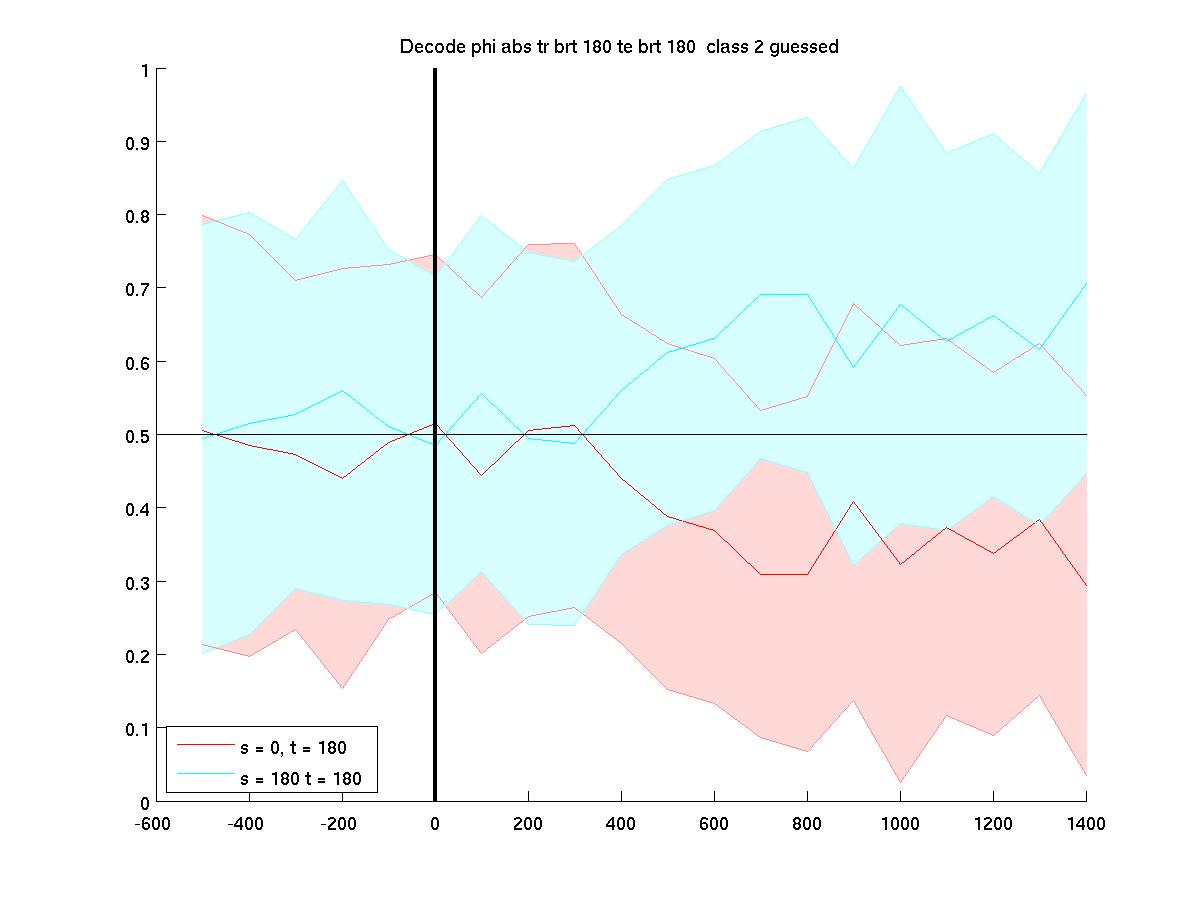 Decode phi abs tr brt 180 te brt 180  class 2 guessed
1
0.9
0.8
0.7
0.6
0.5
0.4
0.3
0.2
0.1
0
s = 0, t = 180
s = 180 t = 180
-600 -400 -200 0 200 400 600 800 1000 1200 1400